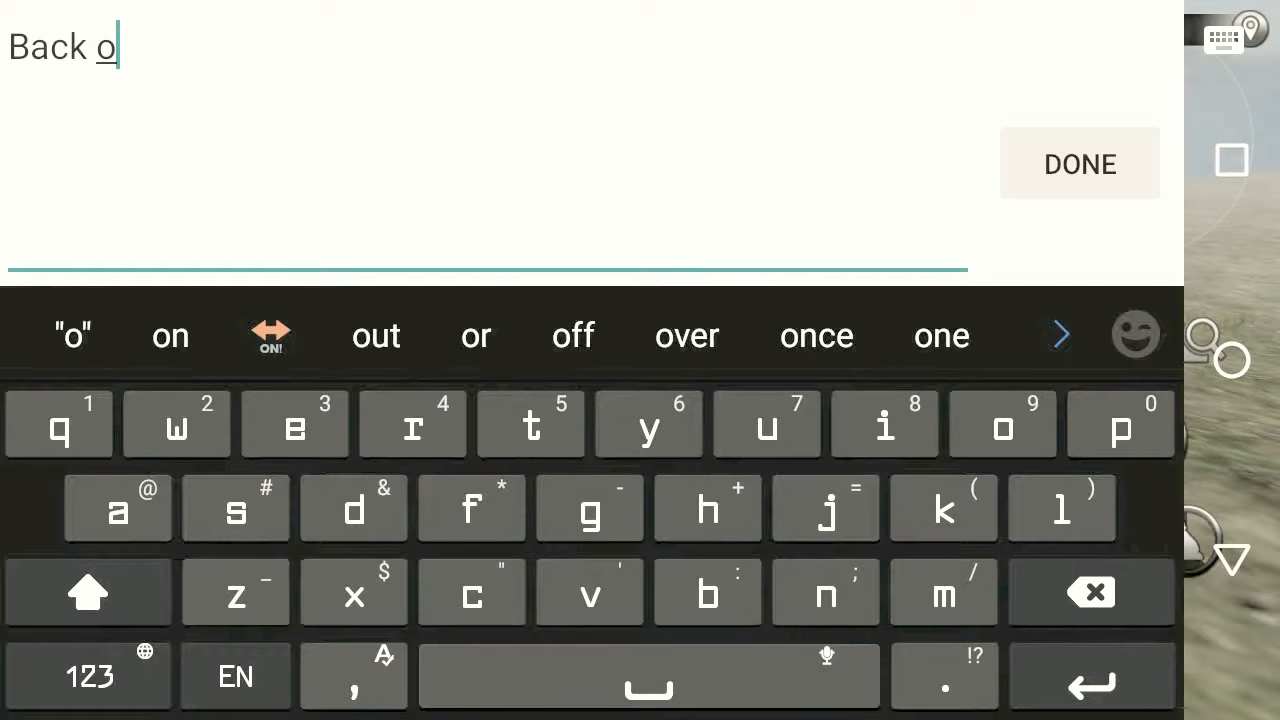 Back o
DONE
"o" on ON! out or off over once one
q 1 w 2 e 3 r 4 t 5 y 6 u 7 i 8 o 9 p 0
a @ s # d & f * g - h + j = k ( l )
z _ x $ c " v ' b : n ; m /
123 EN , . !?